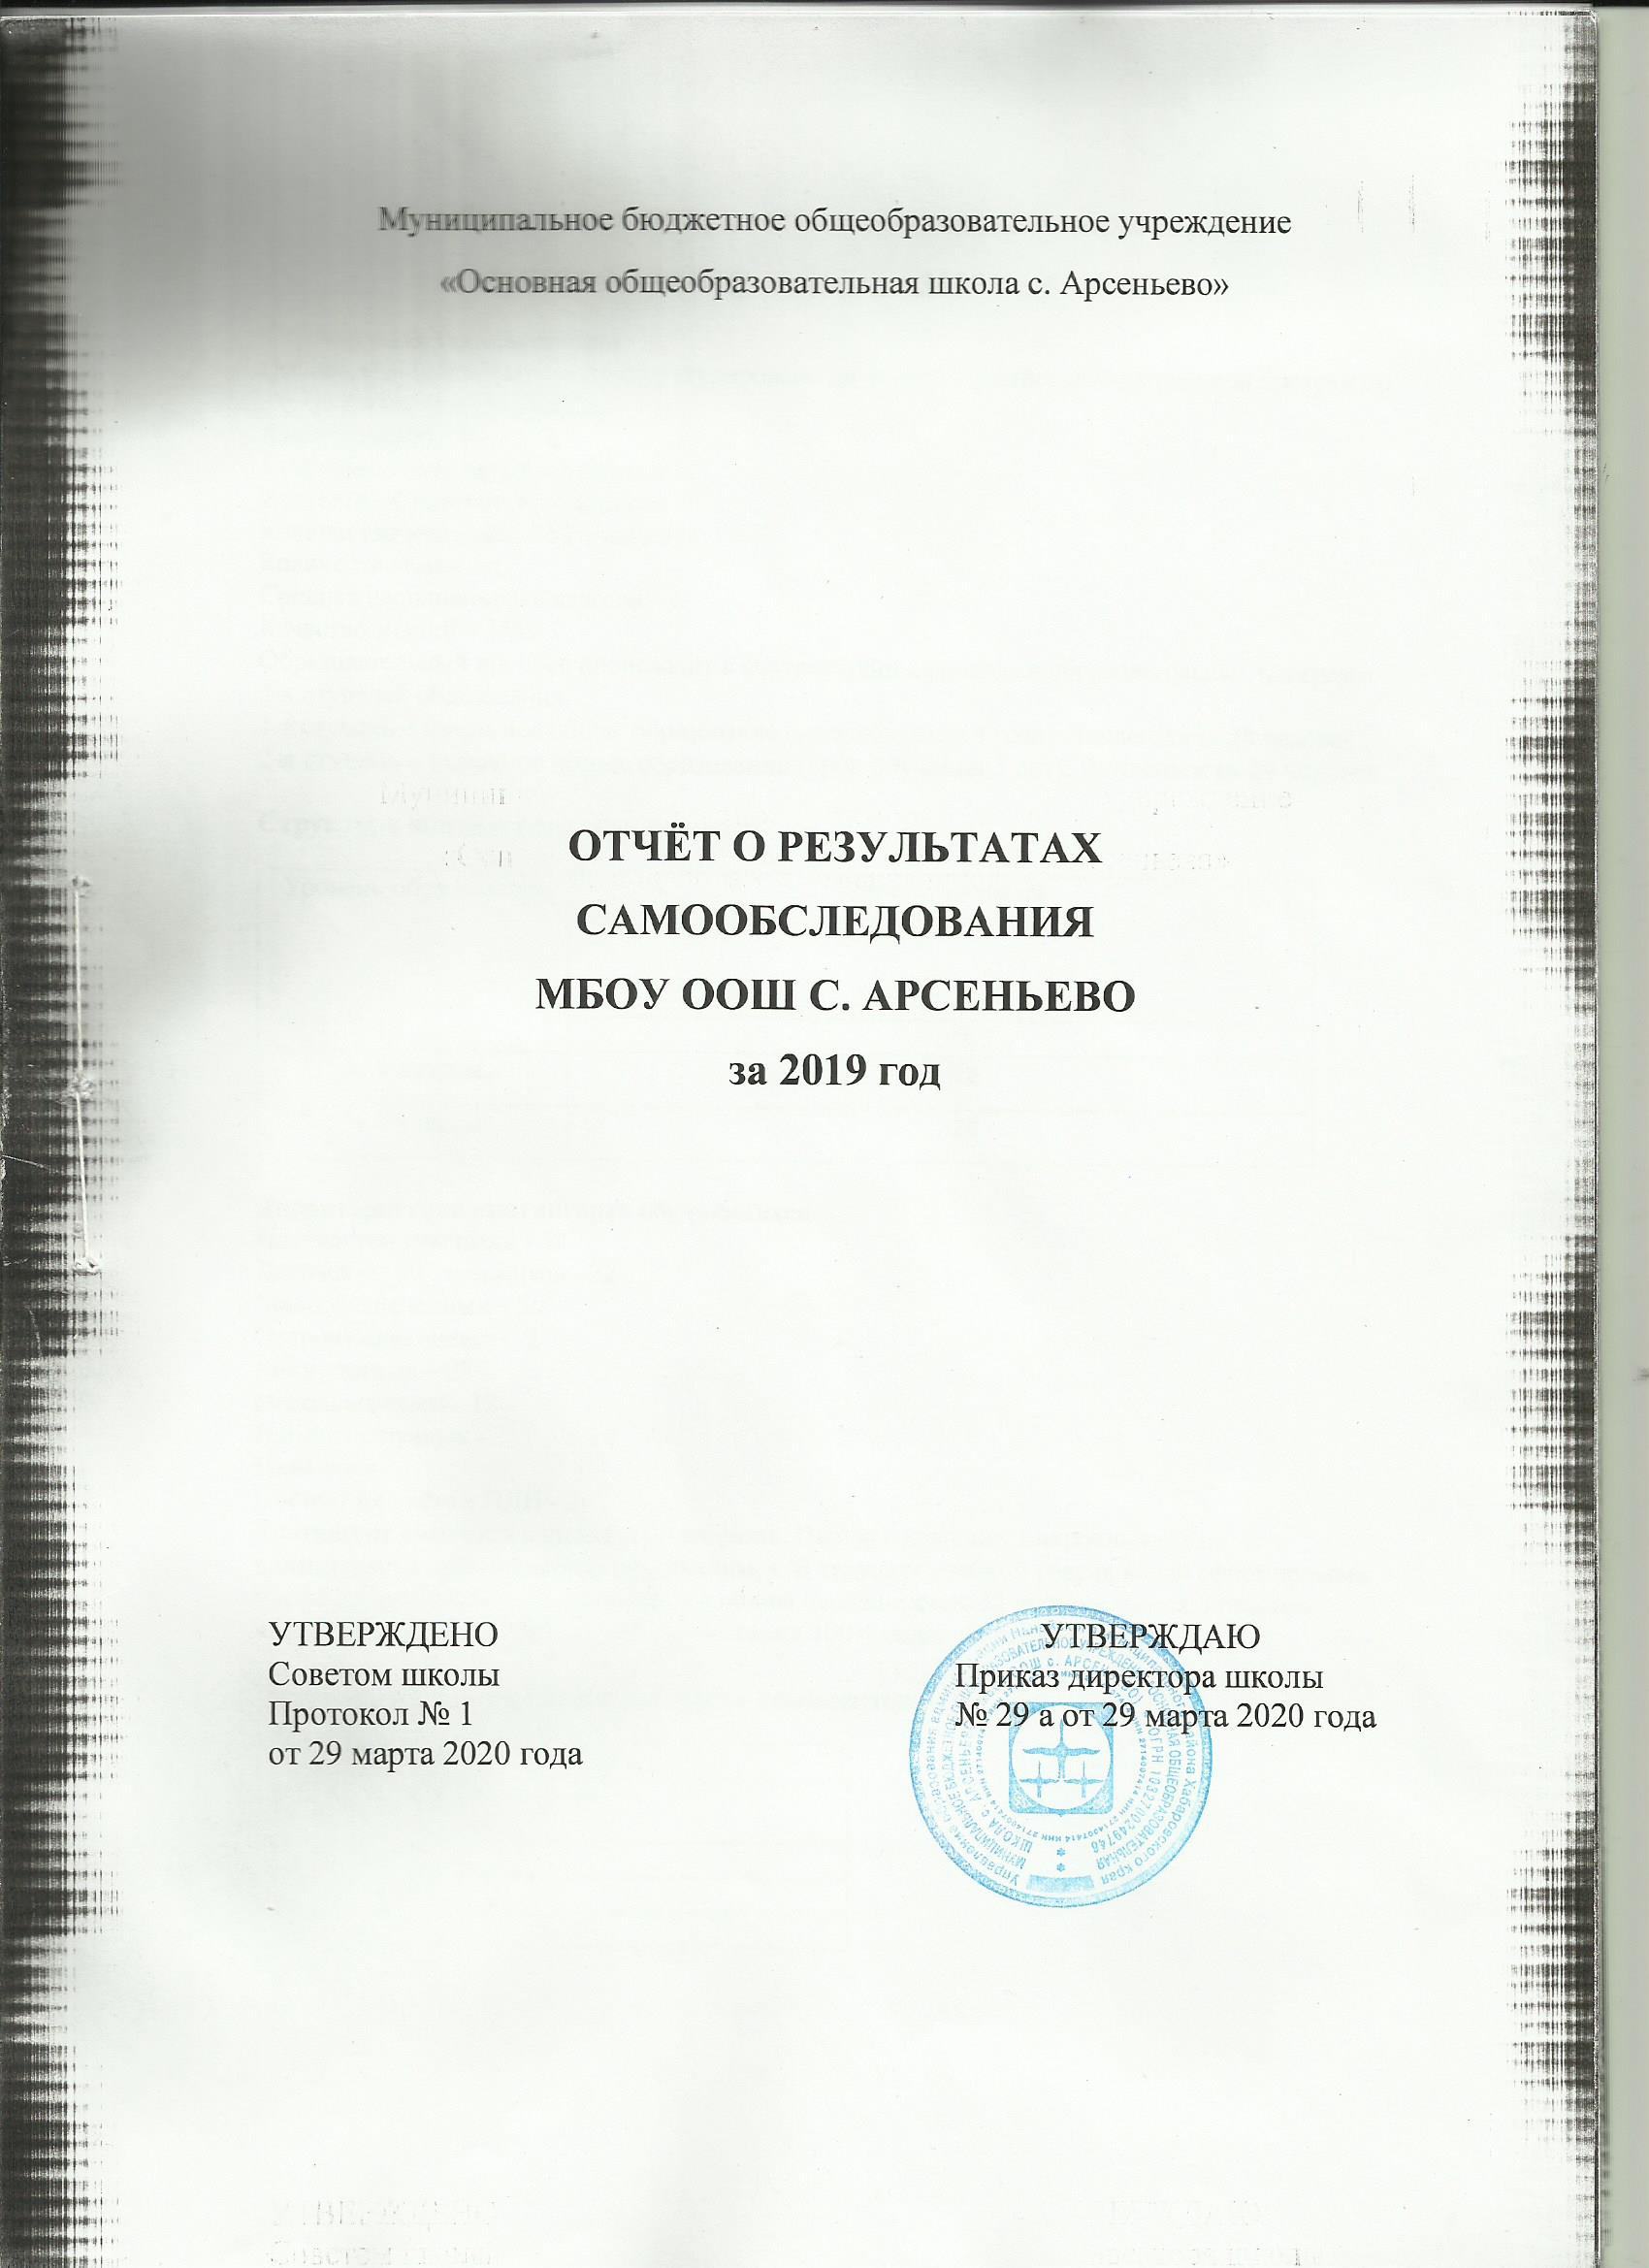 Муниципальное бюджетное общеобразовательное учреждение
«Основная общеобразовательная школа с. Арсеньево»
ОТЧЁТ О РЕЗУЛЬТАТАХ
САМООБСЛЕДОВАНИЯ
МБОУ ООШ С. АРСЕНЬЕВО
за 2019 год
УТВЕРЖДЕНО
Советом школы
Протокол № 1
от 29 марта 2020 года
УТВЕРЖДАЮ
Приказ директора школы
№ 29 а от 29 марта 2020 года